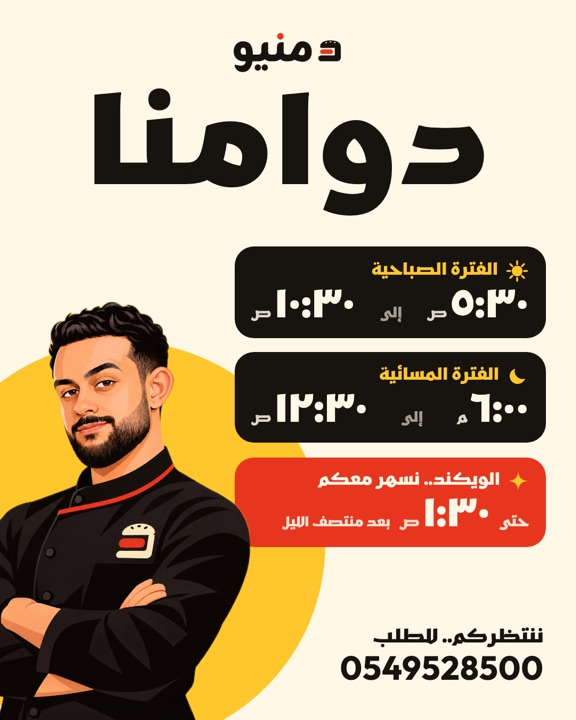 د منيو
دوامنا
الفترة الصباحية
٥:٣٠ ص إلى ١٠:٣٠ ص
الفترة المسائية
٦:٠٠ م إلى ١٢:٣٠ ص
الويكند.. نسهر معكم
حتى ١:٣٠ ص بعد منتصف الليل
ننتظركم.. للطلب
0549528500